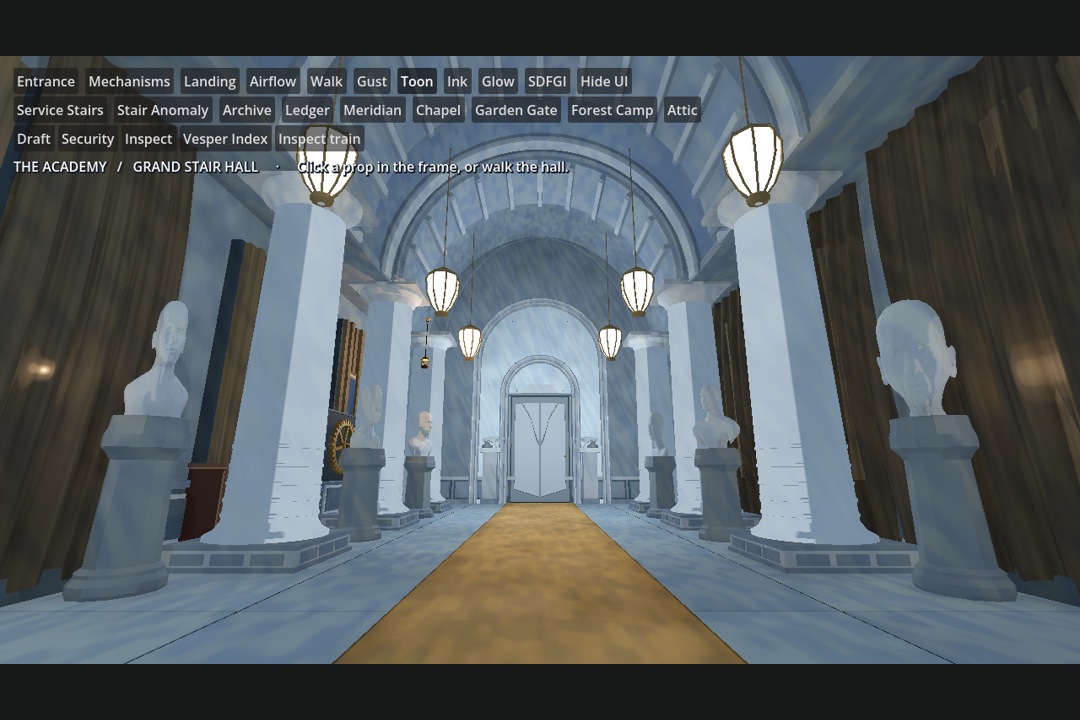 Entrance Mechanisms Landing Airflow Walk Gust Toon Ink Glow SDFGI Hide UI
Service Stairs Stair Anomaly Archive Ledger Meridian Chapel Garden Gate Forest Camp Attic
Draft Security Inspect Vesper Index Inspect train
THE ACADEMY / GRAND STAIR HALL · Click a prop in the frame, or walk the hall.